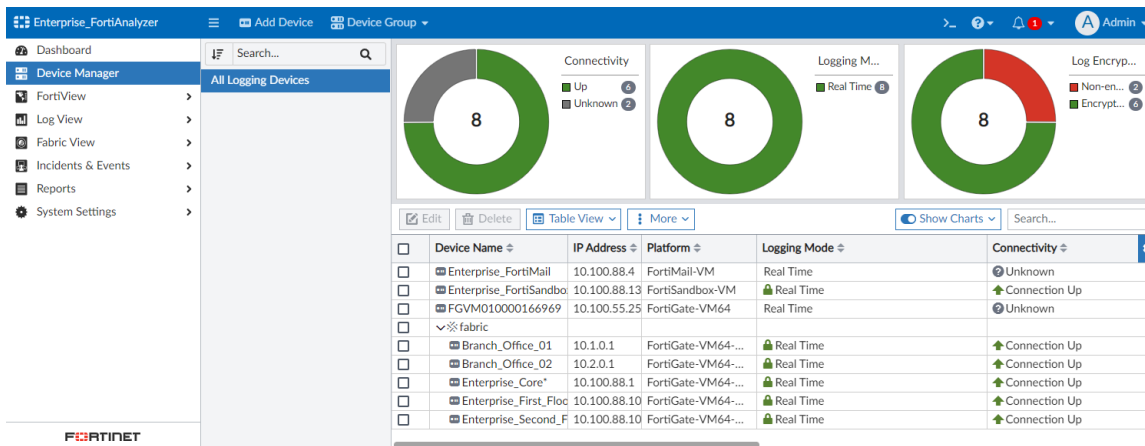 Enterprise_FortiAnalyzer
Add Device
Device Group
>_
?
1
A
Admin
Dashboard
Device Manager
FortiView
Log View
Fabric View
Incidents & Events
Reports
System Settings
FORTINET
Search...
All Logging Devices
8
Connectivity
Up 6
Unknown 2
8
Logging M...
Real Time 8
8
Log Encryp...
Non-en... 2
Encrypt... 6
Edit
Delete
Table View
More
Show Charts
Search...
Device Name IP Address Platform Logging Mode Connectivity
Enterprise_FortiMail 10.100.88.4 FortiMail-VM Real Time Unknown
Enterprise_FortiSandbo 10.100.88.13 FortiSandbox-VM Real Time Connection Up
FGVM010000166969 10.100.55.25 FortiGate-VM64 Real Time Unknown
fabric
Branch_Office_01 10.1.0.1 FortiGate-VM64-... Real Time Connection Up
Branch_Office_02 10.2.0.1 FortiGate-VM64-... Real Time Connection Up
Enterprise_Core* 10.100.88.1 FortiGate-VM64-... Real Time Connection Up
Enterprise_First_Floo 10.100.88.10 FortiGate-VM64-... Real Time Connection Up
Enterprise_Second_F 10.100.88.10 FortiGate-VM64-... Real Time Connection Up